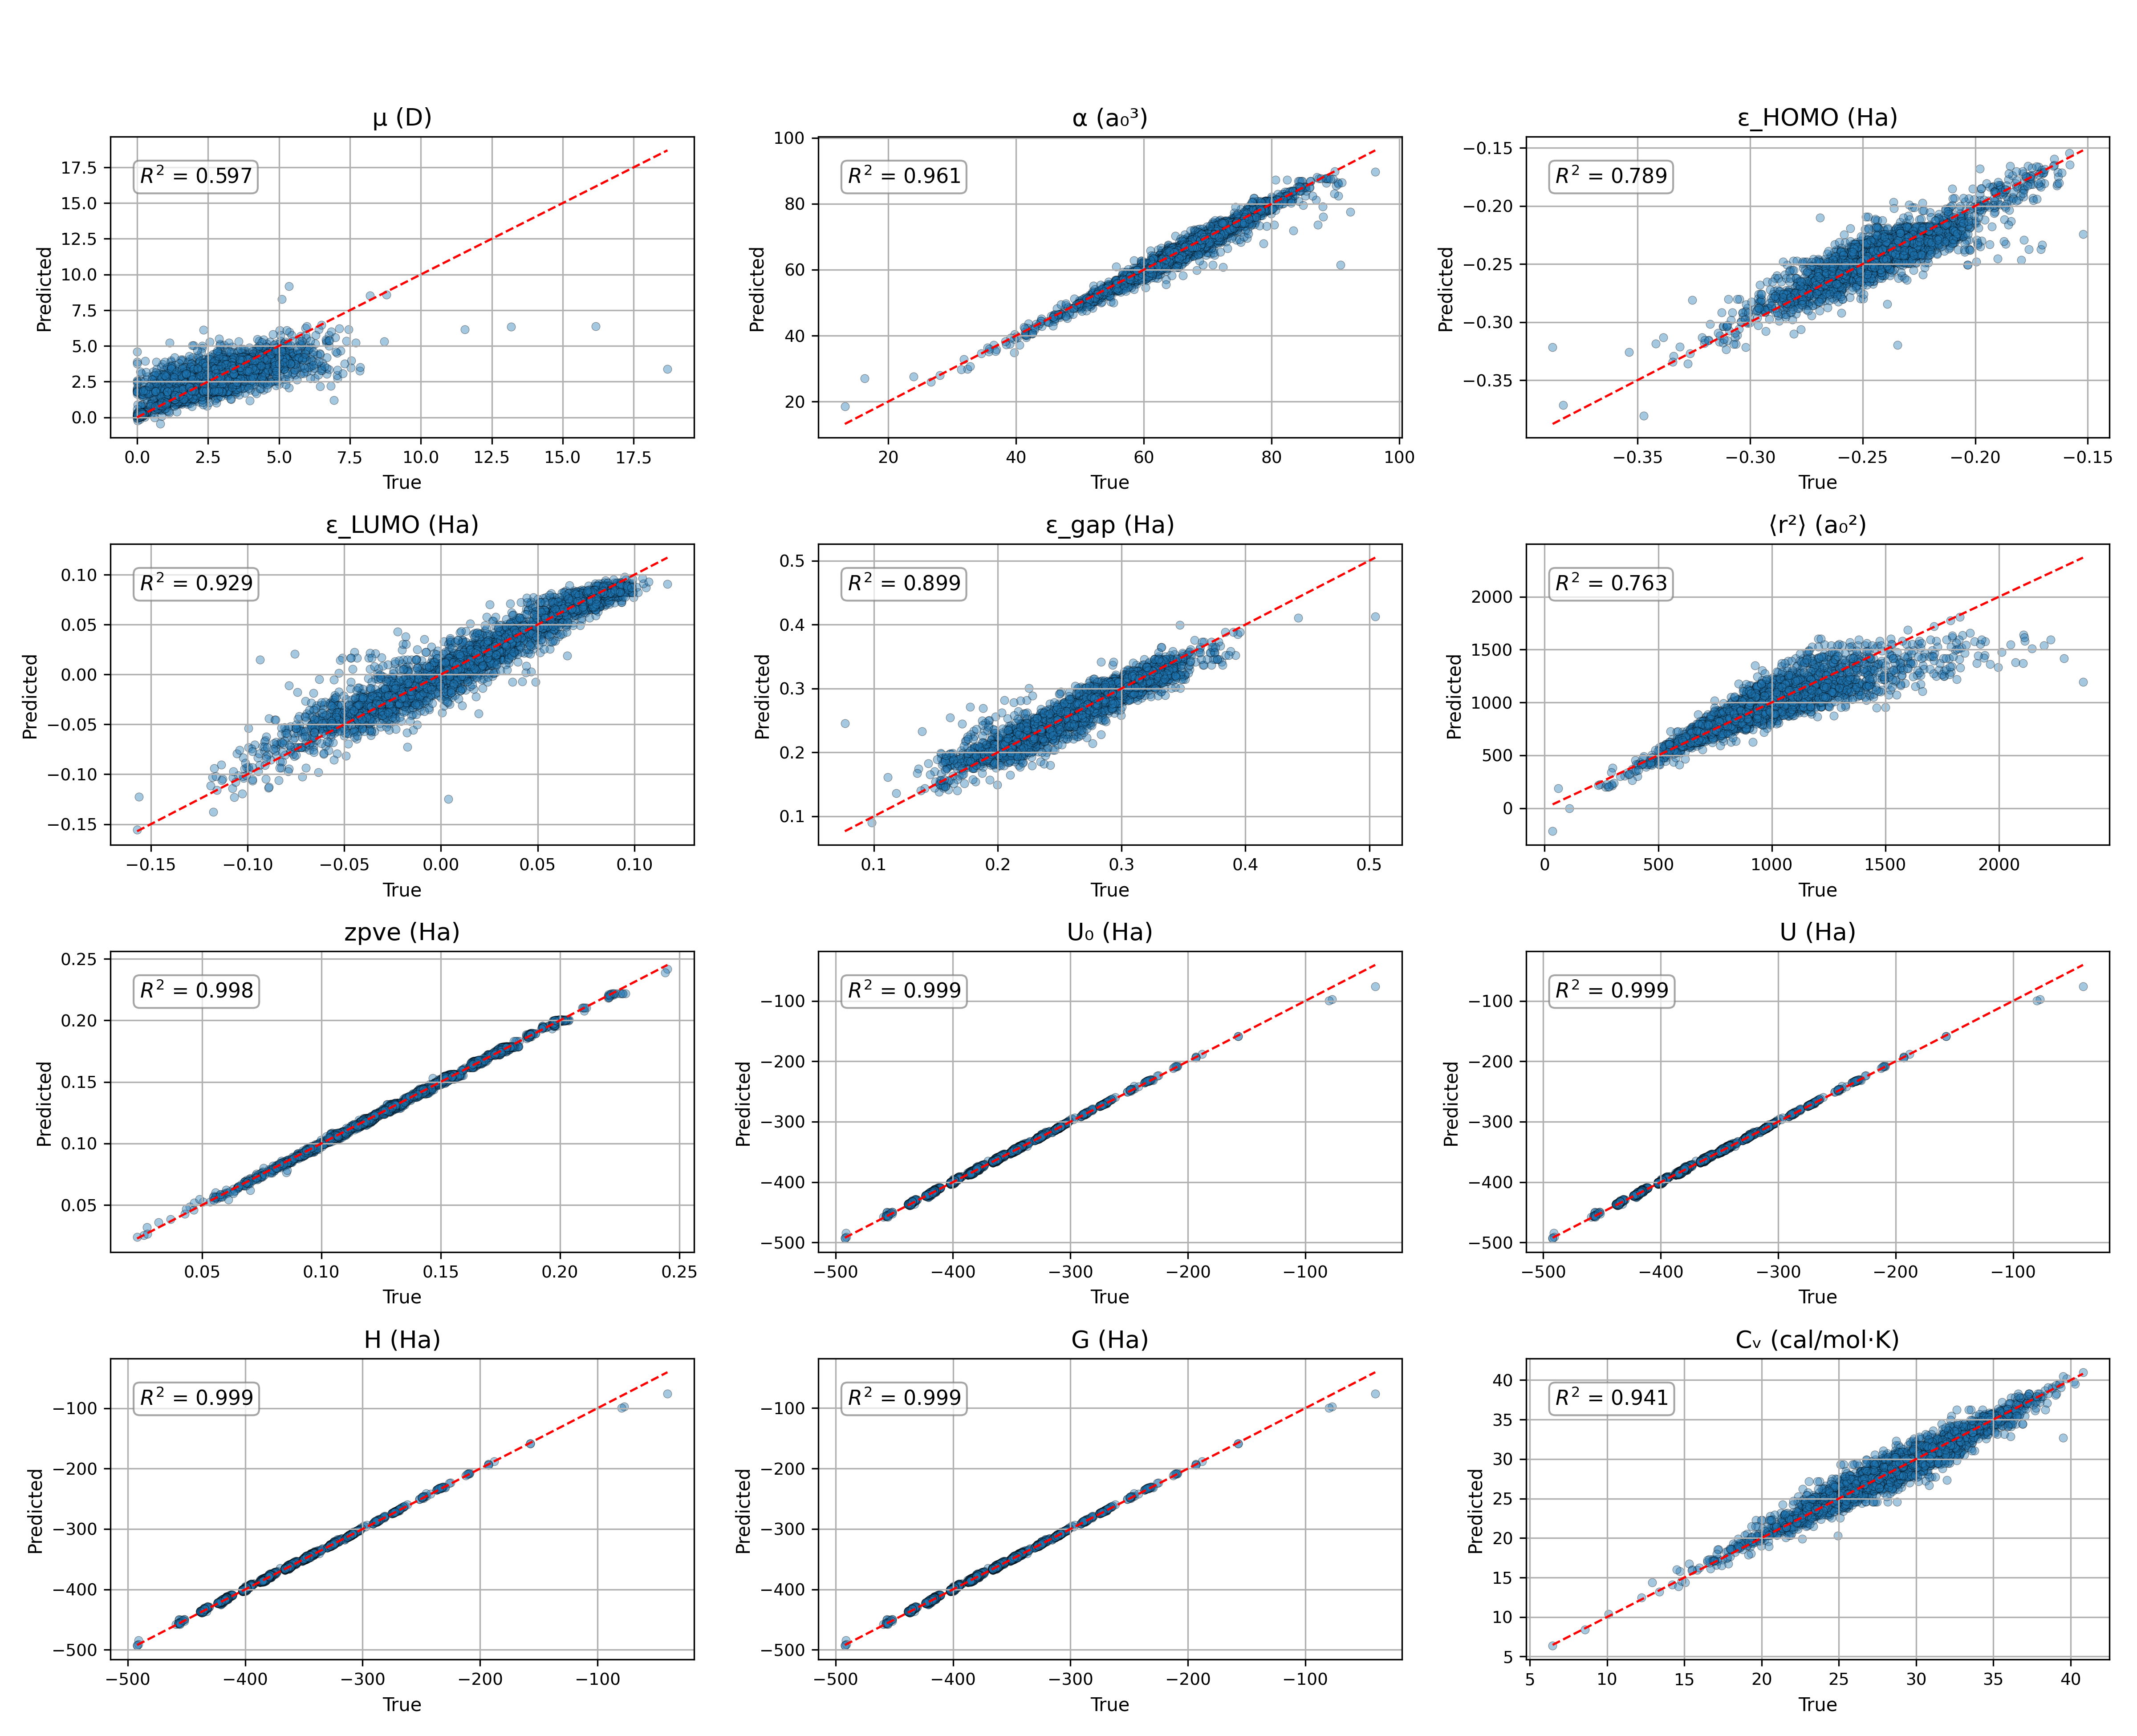 μ (D)
R² = 0.597
Predicted
17.5
15.0
12.5
10.0
7.5
5.0
2.5
0.0
0.0 2.5 5.0 7.5 10.0 12.5 15.0 17.5
True
α (a₀³)
R² = 0.961
Predicted
100
80
60
40
20
20 40 60 80 100
True
ε_HOMO (Ha)
R² = 0.789
Predicted
−0.15
−0.20
−0.25
−0.30
−0.35
−0.35 −0.30 −0.25 −0.20 −0.15
True
ε_LUMO (Ha)
R² = 0.929
Predicted
0.10
0.05
0.00
−0.05
−0.10
−0.15
−0.15 −0.10 −0.05 0.00 0.05 0.10
True
ε_gap (Ha)
R² = 0.899
Predicted
0.5
0.4
0.3
0.2
0.1
0.1 0.2 0.3 0.4 0.5
True
⟨r²⟩ (a₀²)
R² = 0.763
Predicted
2000
1500
1000
500
0
0 500 1000 1500 2000
True
zpve (Ha)
R² = 0.998
Predicted
0.25
0.20
0.15
0.10
0.05
0.05 0.10 0.15 0.20 0.25
True
U₀ (Ha)
R² = 0.999
Predicted
−100
−200
−300
−400
−500
−500 −400 −300 −200 −100
True
U (Ha)
R² = 0.999
Predicted
−100
−200
−300
−400
−500
−500 −400 −300 −200 −100
True
H (Ha)
R² = 0.999
Predicted
−100
−200
−300
−400
−500
−500 −400 −300 −200 −100
True
G (Ha)
R² = 0.999
Predicted
−100
−200
−300
−400
−500
−500 −400 −300 −200 −100
True
Cᵥ (cal/mol·K)
R² = 0.941
Predicted
40
35
30
25
20
15
10
5
5 10 15 20 25 30 35 40
True